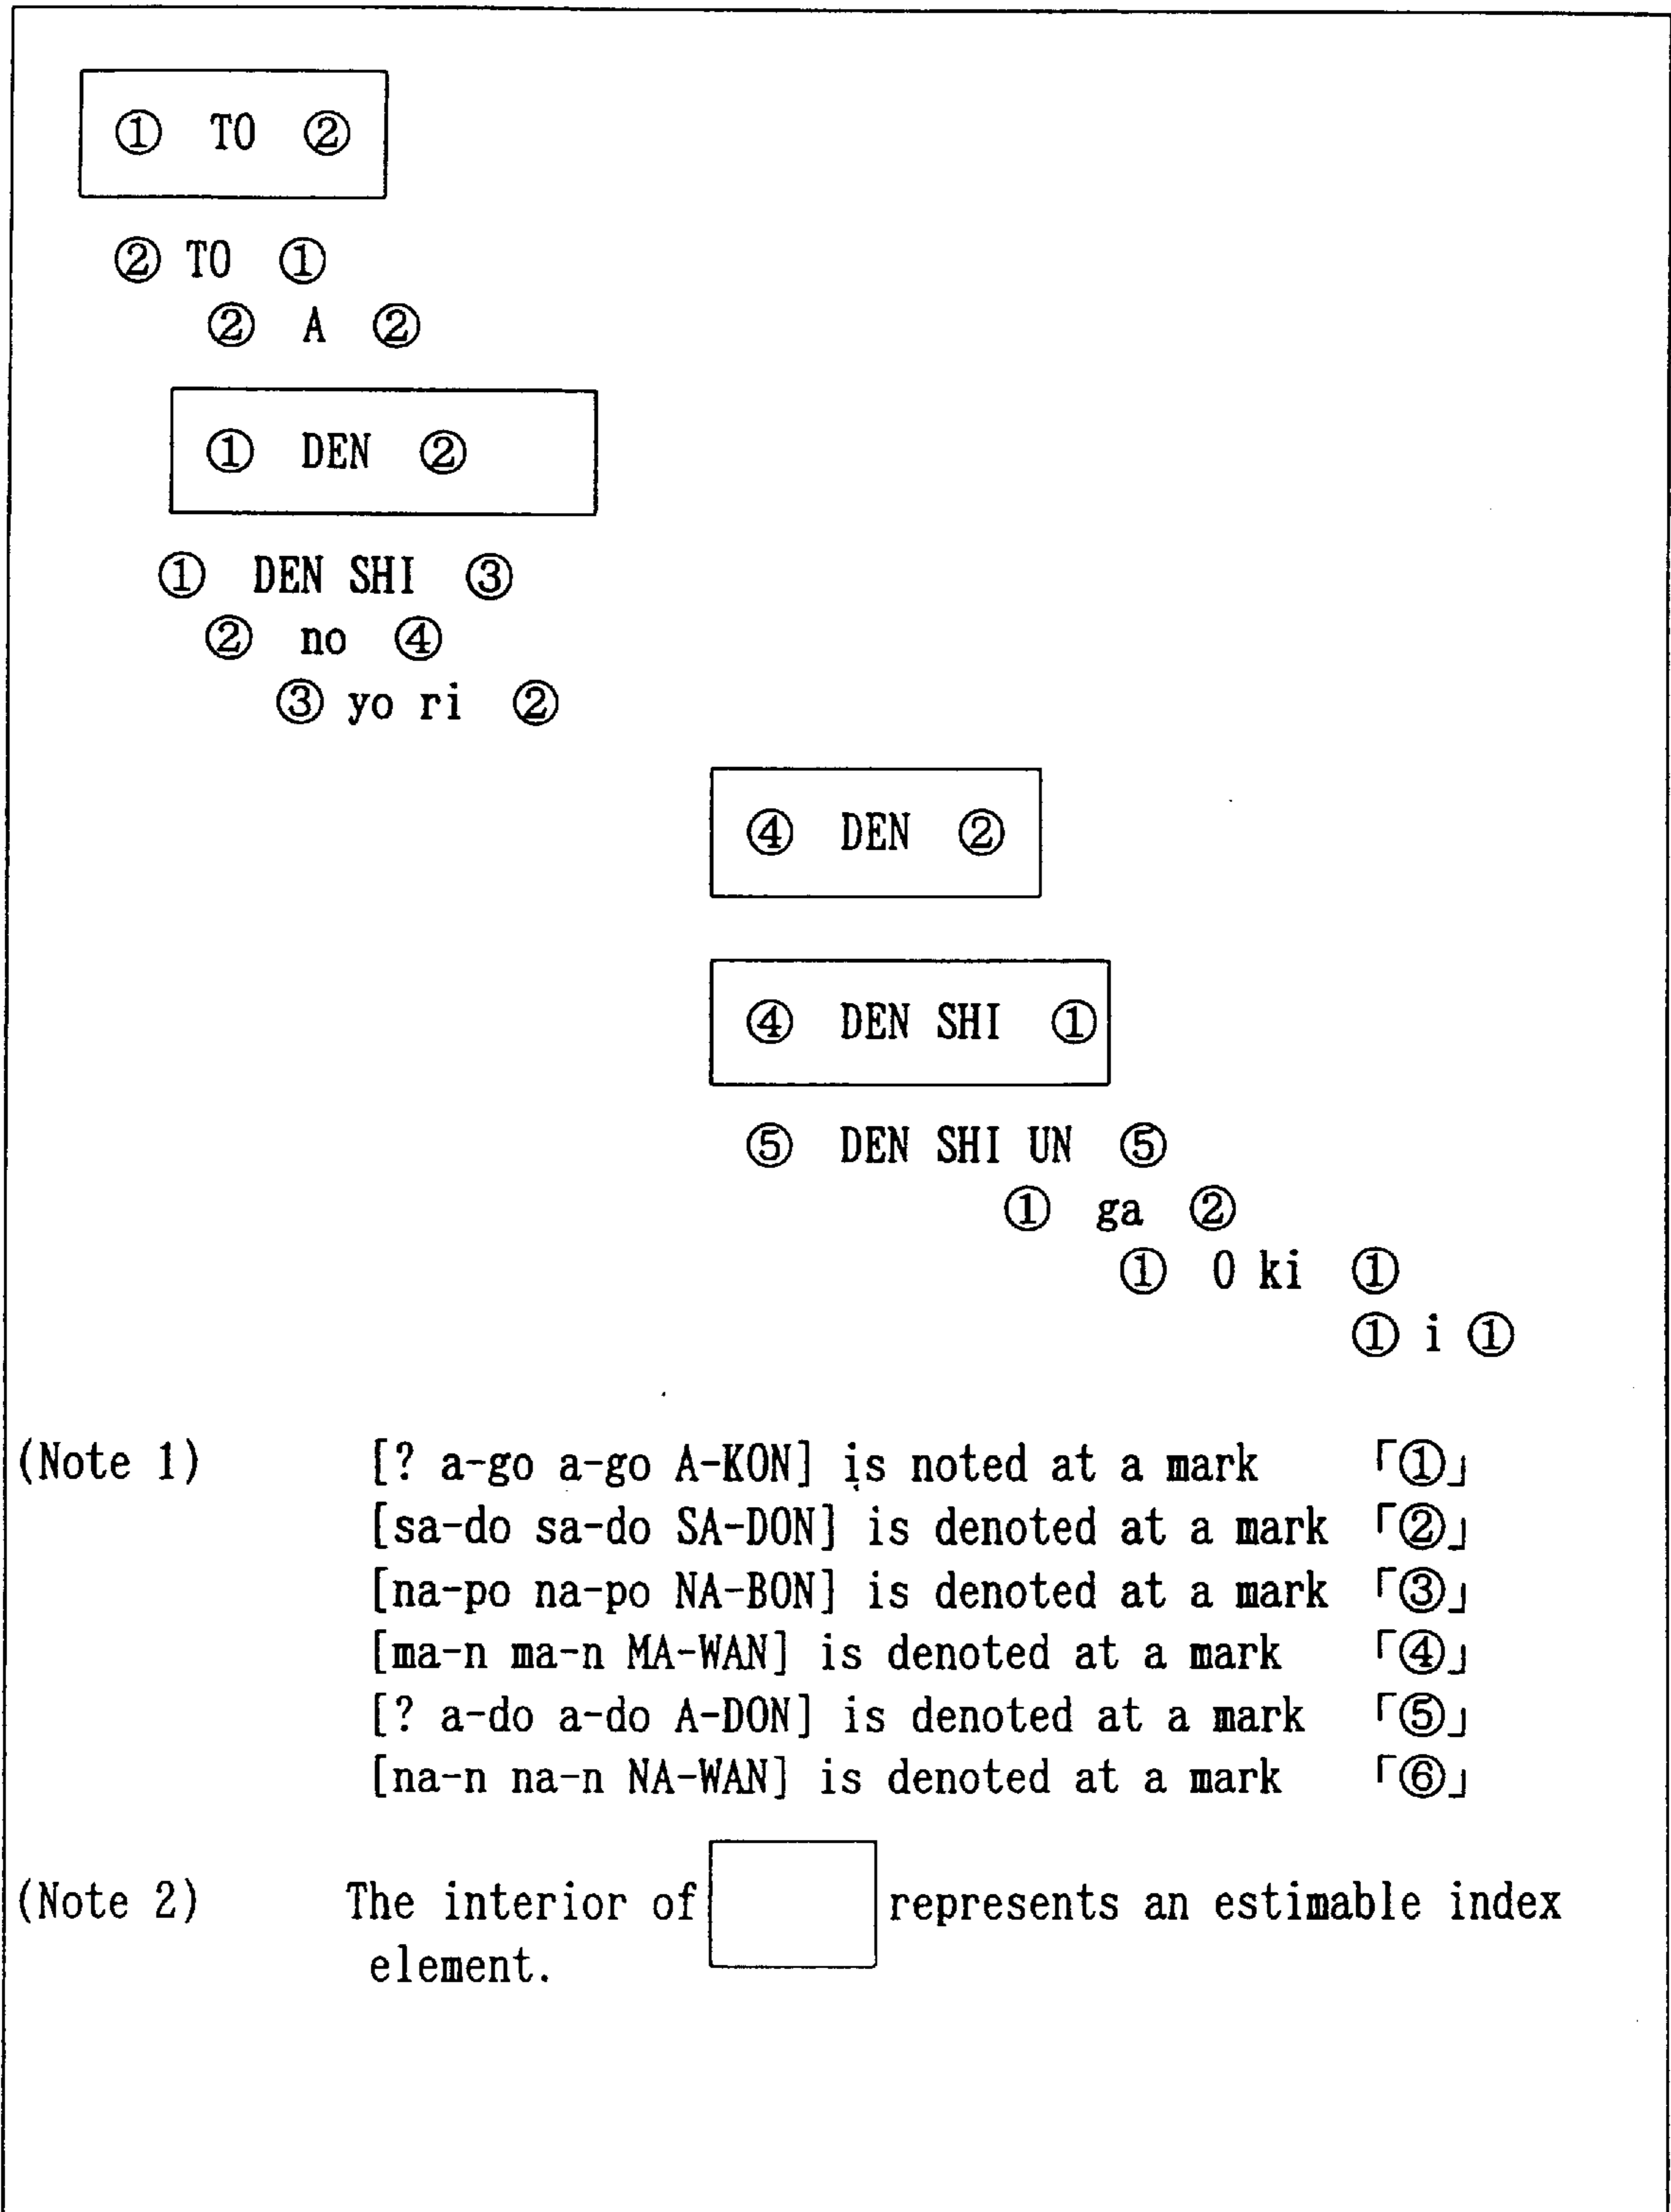 ① TO ②
② TO ①
② A ②
① DEN ②
① DEN SHI ③
② no ④
③ yo ri ②
④ DEN ②
④ DEN SHI ①
⑤ DEN SHI UN ⑤
① ga ②
① O ki ①
① i ①
(Note 1) [? a-go a-go A-KON] is noted at a mark 「①」
[sa-do sa-do SA-DON] is denoted at a mark 「②」
[na-po na-po NA-BON] is denoted at a mark 「③」
[ma-n ma-n MA-WAN] is denoted at a mark 「④」
[? a-do a-do A-DON] is denoted at a mark 「⑤」
[na-n na-n NA-WAN] is denoted at a mark 「⑥」
(Note 2) The interior of represents an estimable index
element.